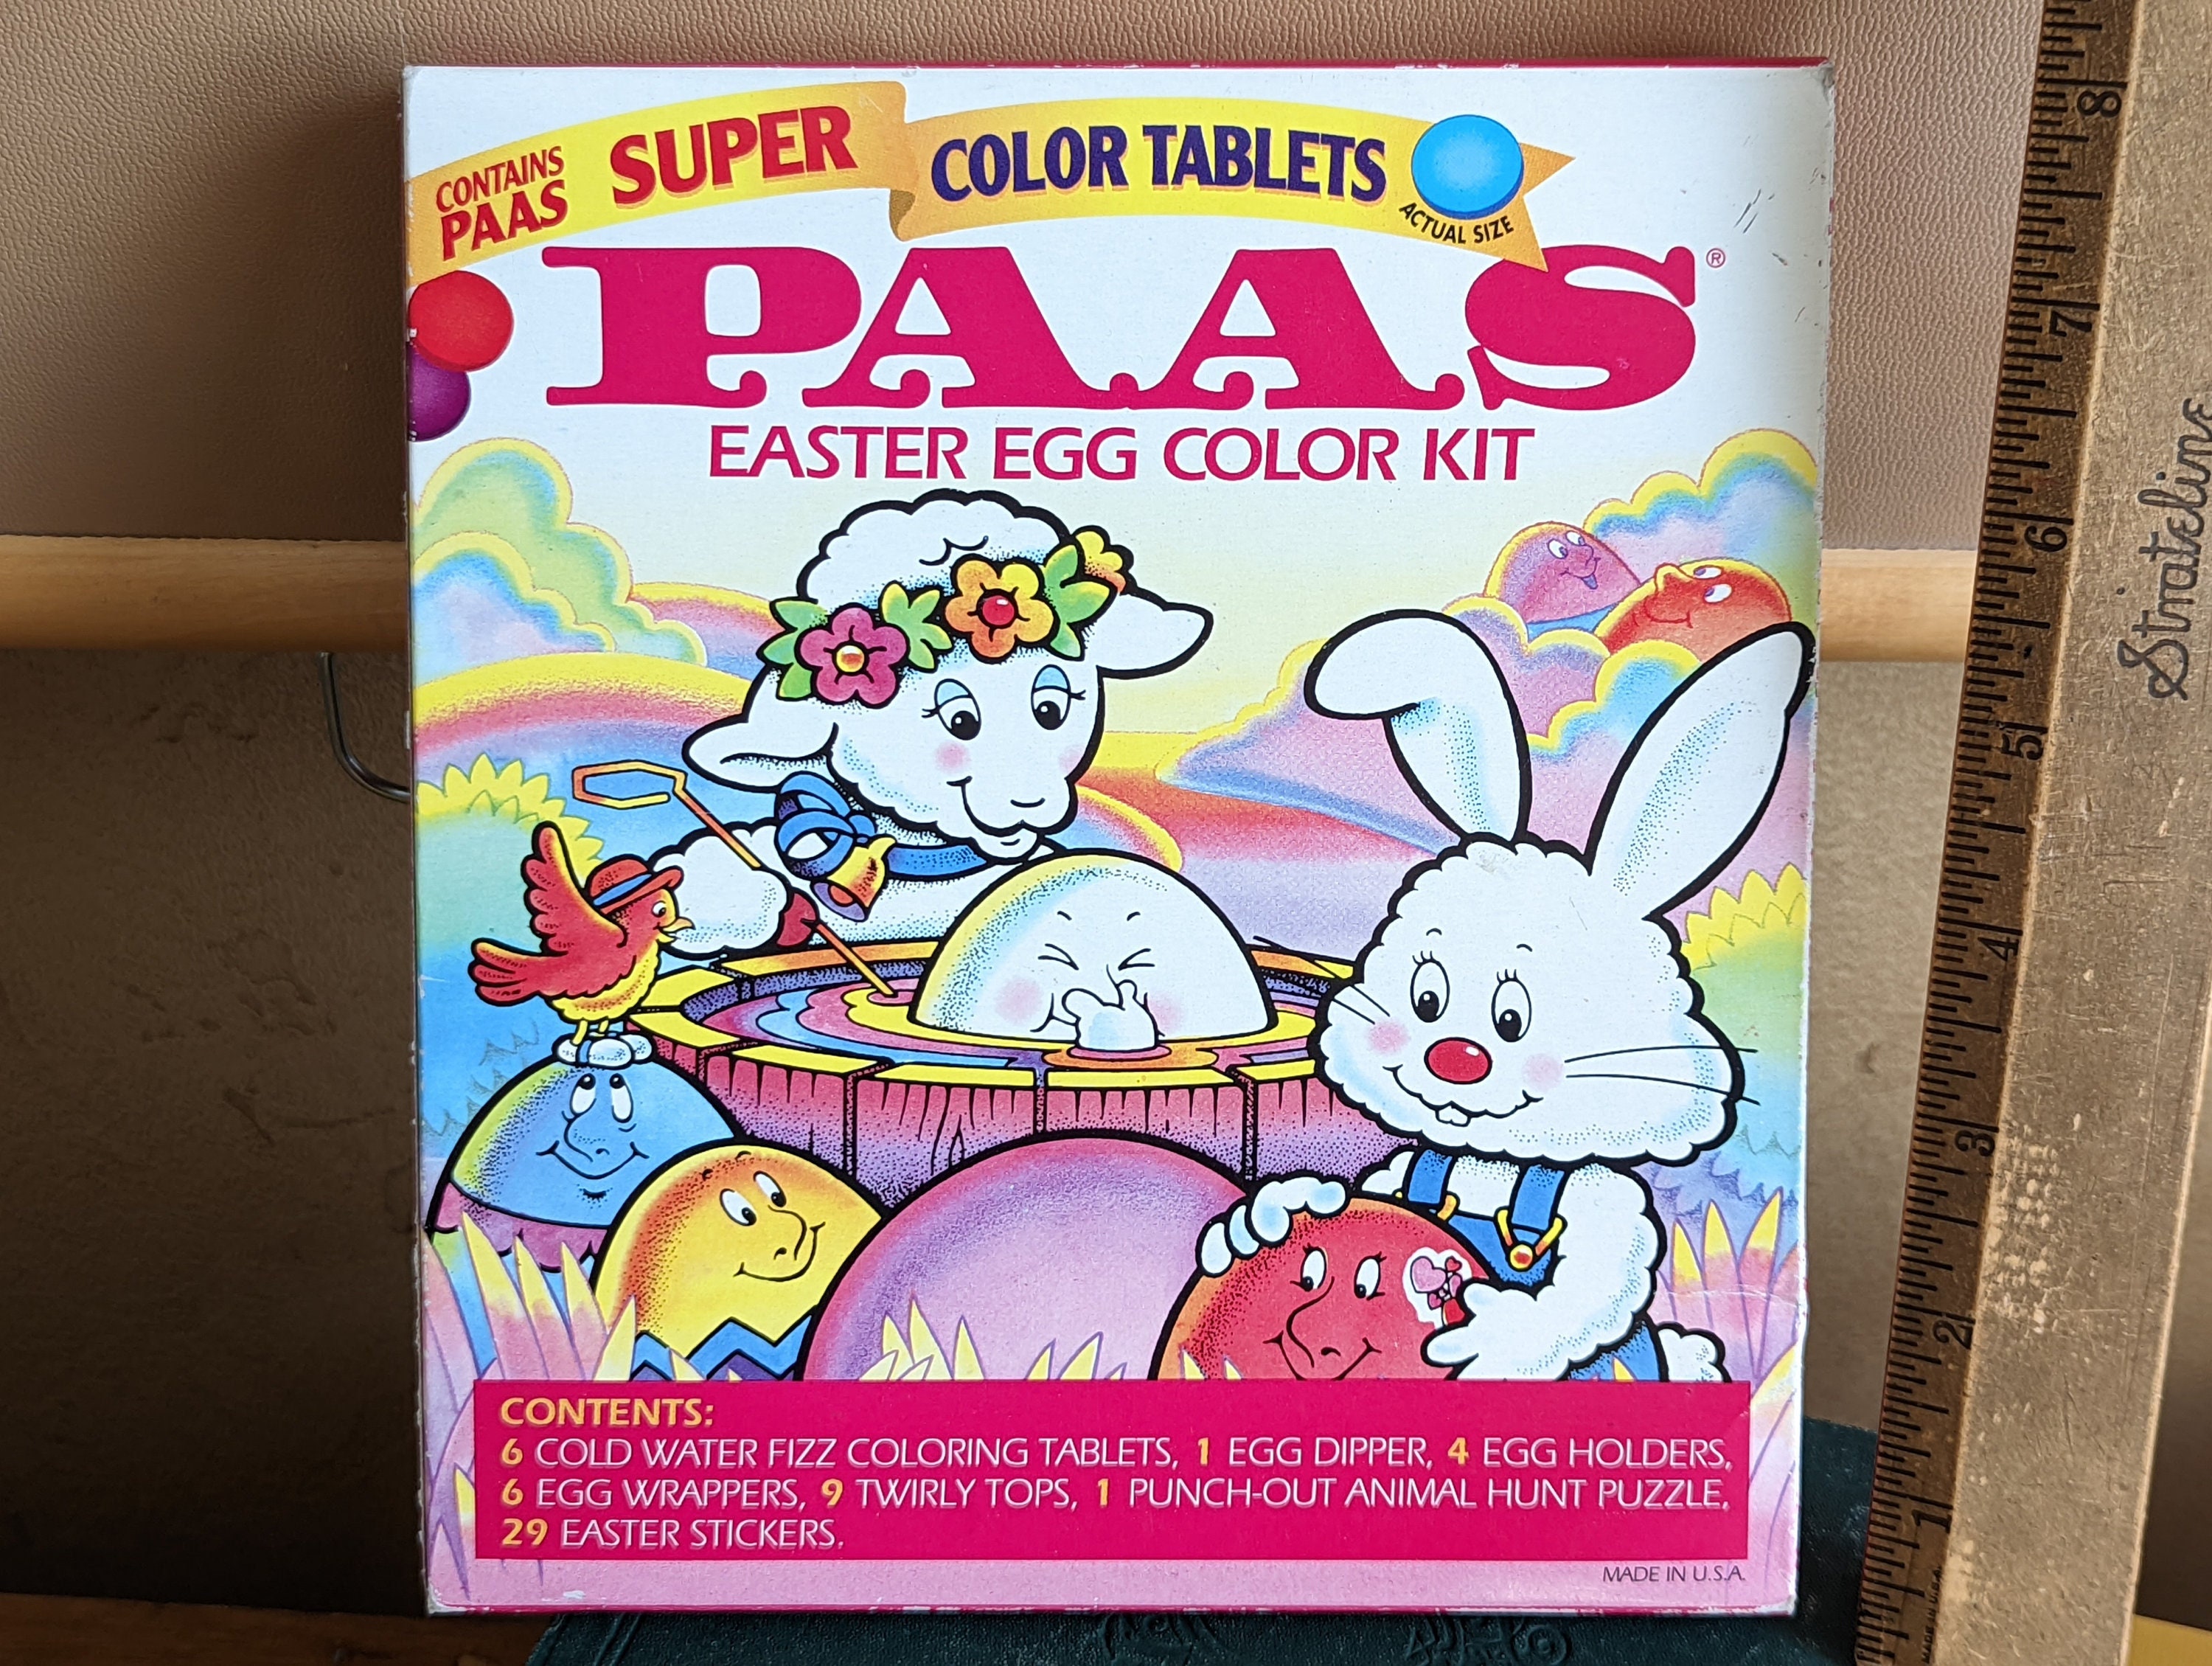 CONTAINS
PAAS
SUPER
COLOR TABLETS
ACTUAL SIZE
PAAS®
EASTER EGG COLOR KIT
CONTENTS:
6 COLD WATER FIZZ COLORING TABLETS, 1 EGG DIPPER, 4 EGG HOLDERS,
6 EGG WRAPPERS, 9 TWIRLY TOPS, 1 PUNCH-OUT ANIMAL HUNT PUZZLE,
29 EASTER STICKERS.
MADE IN U.S.A.
8
7
6
5
4
3
2
1
Strateline